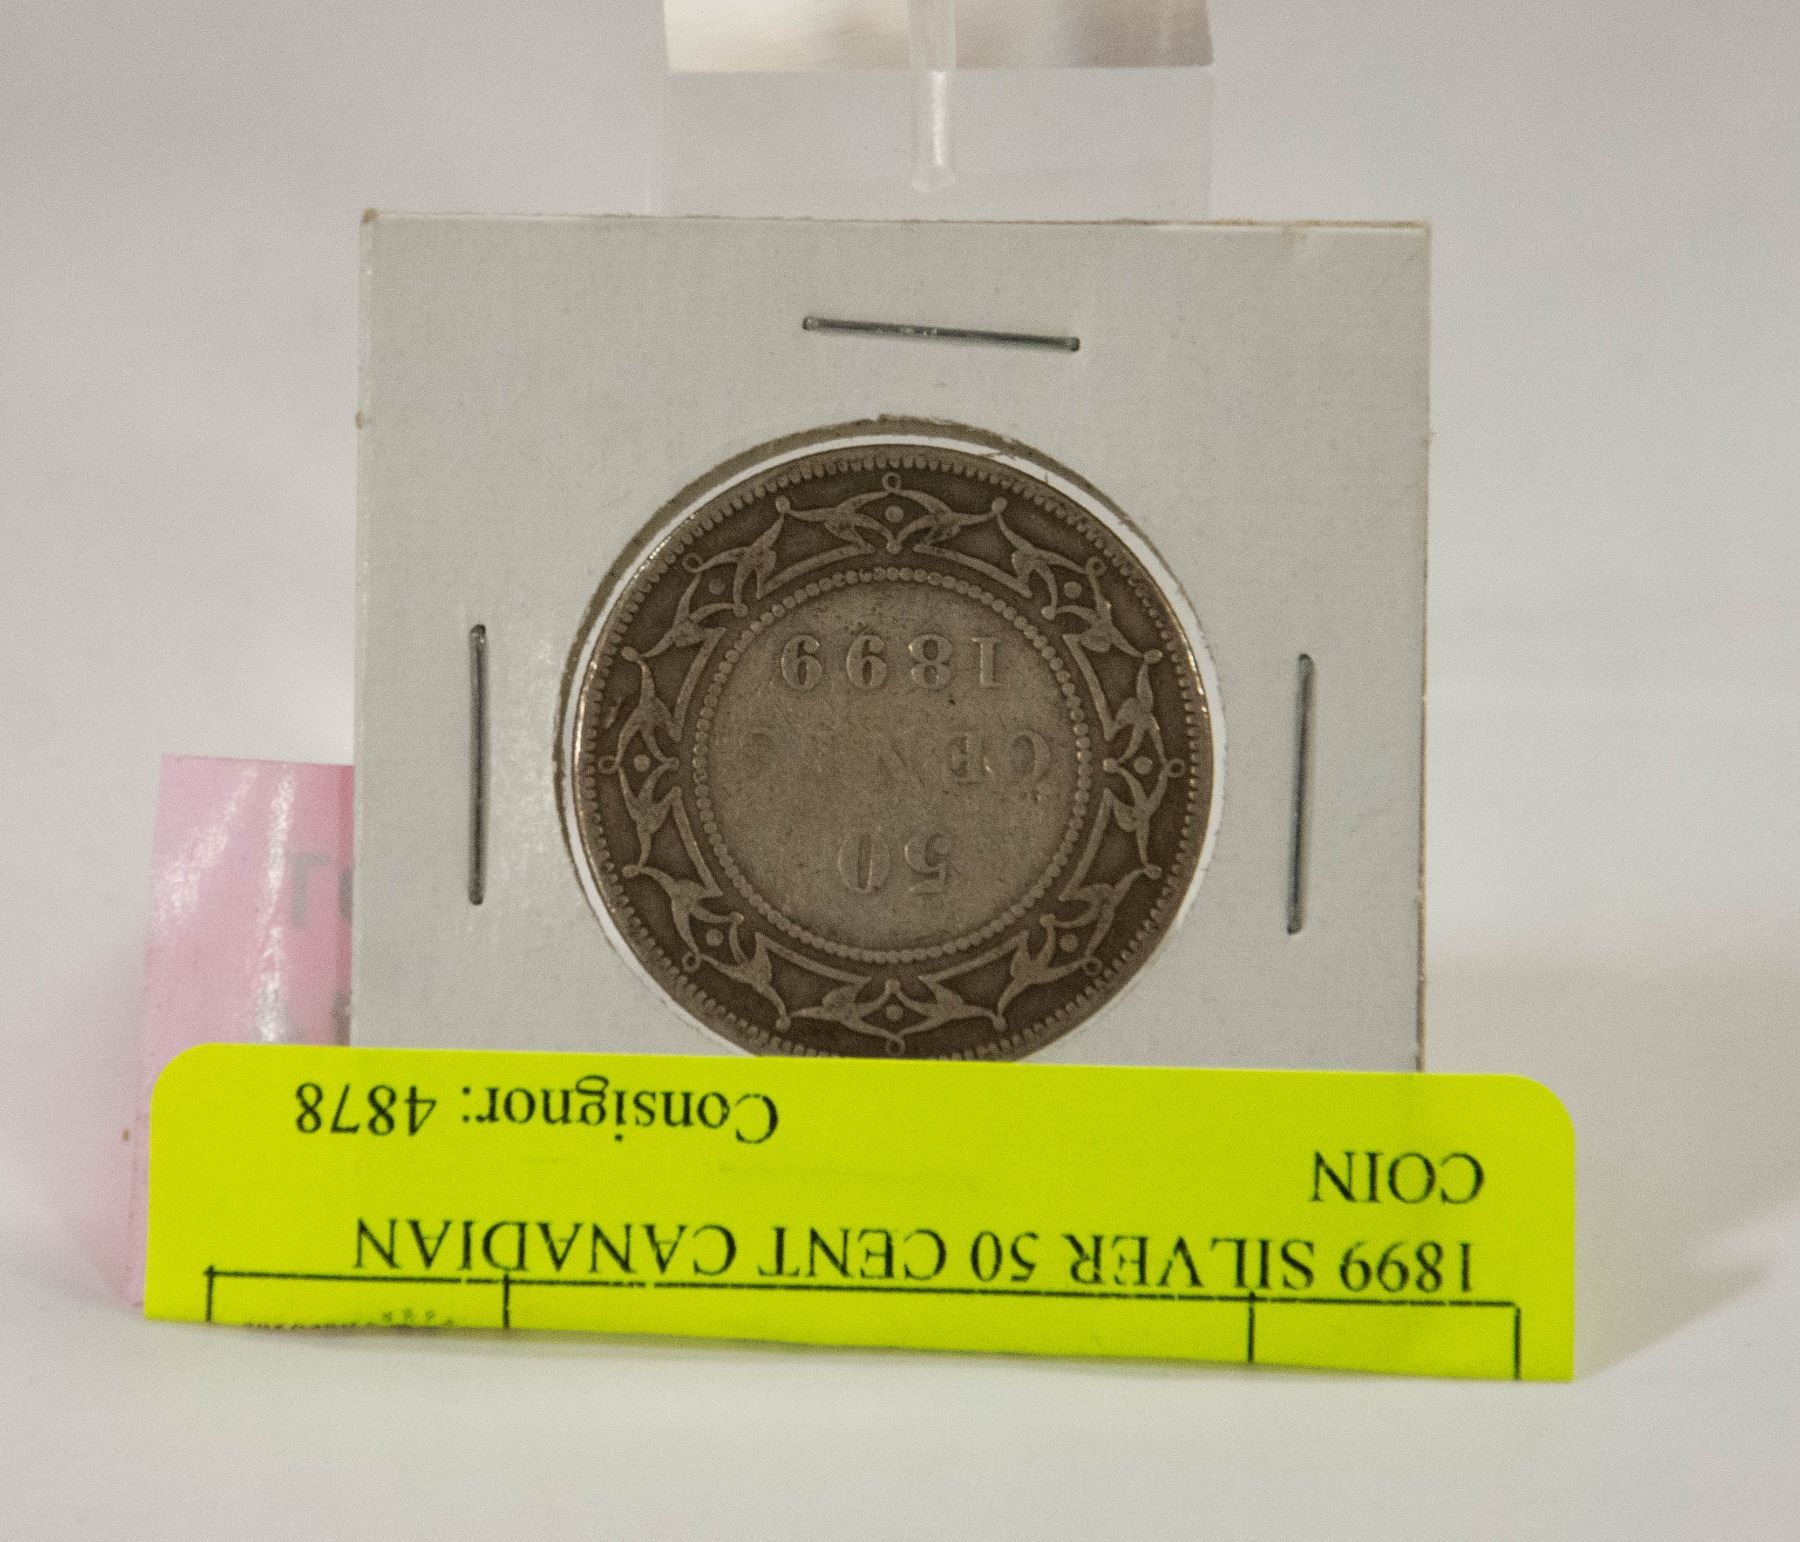 50
CENTS
1899
1899 SILVER 50 CENT CANADIAN
COIN
Consignor: 4878